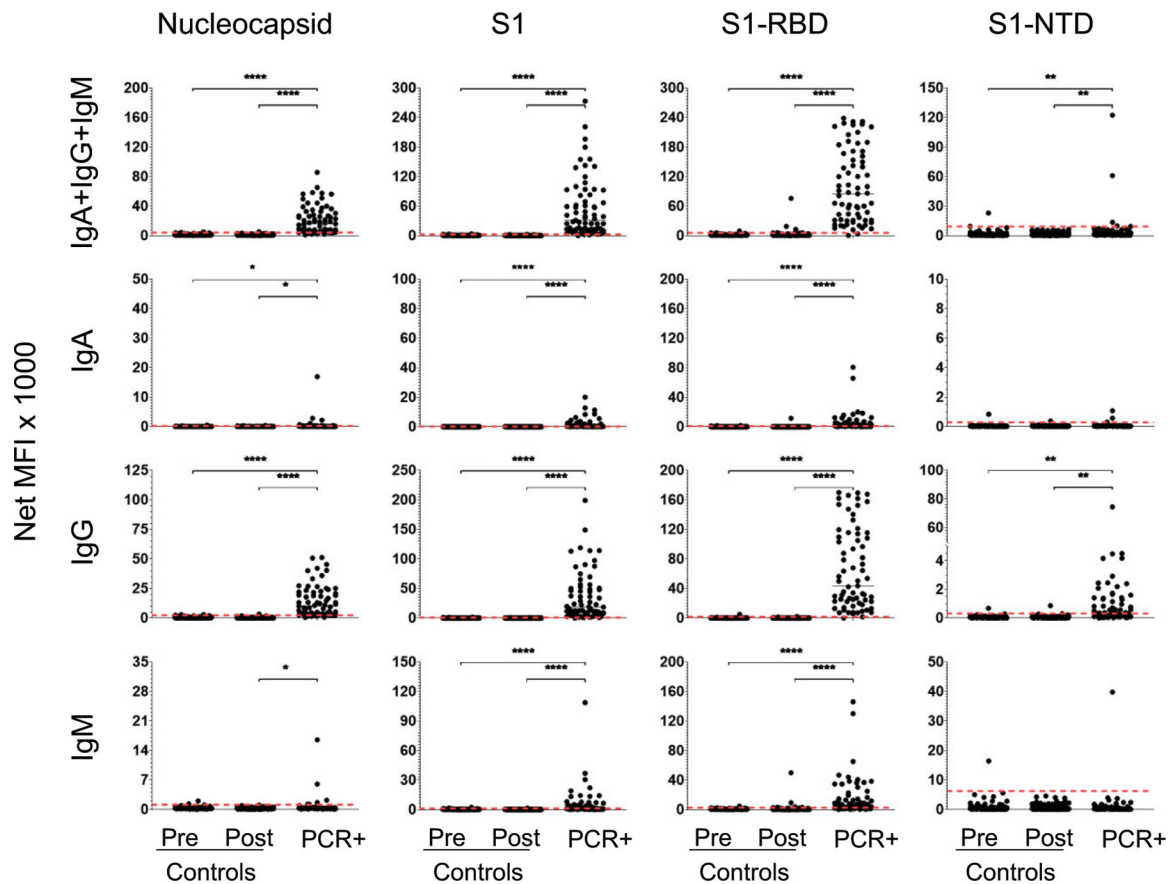 Nucleocapsid S1 S1-RBD S1-NTD
Net MFI x 1000
IgA+IgG+IgM
200 160 120 80 40 0
**** ****
300 240 180 120 60 0
**** ****
300 240 180 120 60 0
**** ****
150 120 90 60 30 0
** **
IgA
50 40 30 20 10 0
* *
100 80 60 40 20 0
**** ****
200 160 120 80 40 0
**** ****
10 8 6 4 2 0
IgG
125 100 75 50 25 0
**** ****
250 200 150 100 50 0
**** ****
200 160 120 80 40 0
**** ****
100 80 60 4 2 0
** **
IgM
35 28 21 14 7 0
*
150 120 90 60 30 0
**** ****
200 160 120 80 40 0
**** ****
50 40 30 20 10 0
Pre Post PCR+ Pre Post PCR+ Pre Post PCR+ Pre Post PCR+
Controls Controls Controls Controls